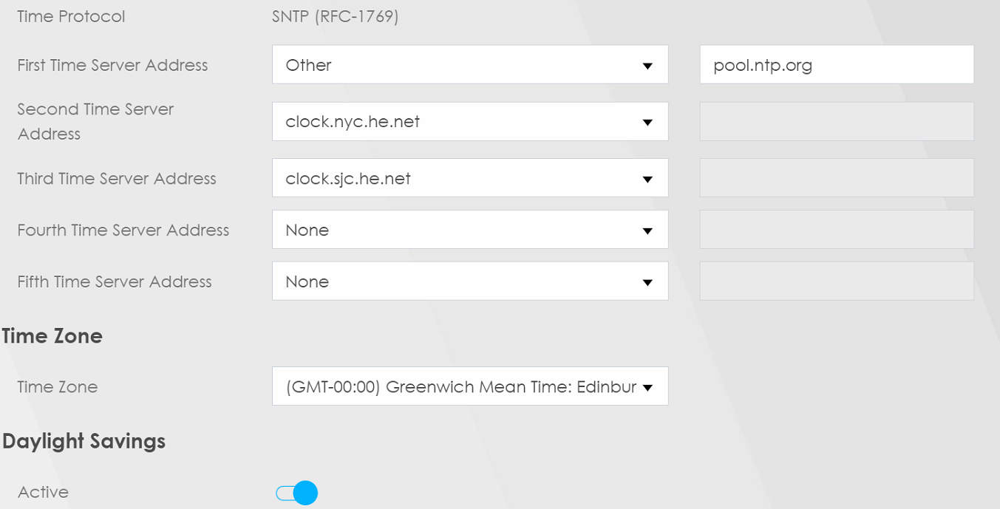 Time Protocol SNTP (RFC-1769)
First Time Server Address Other pool.ntp.org
Second Time Server
Address clock.nyc.he.net
Third Time Server Address clock.sjc.he.net
Fourth Time Server Address None
Fifth Time Server Address None
Time Zone
Time Zone (GMT-00:00) Greenwich Mean Time: Edinbur
Daylight Savings
Active